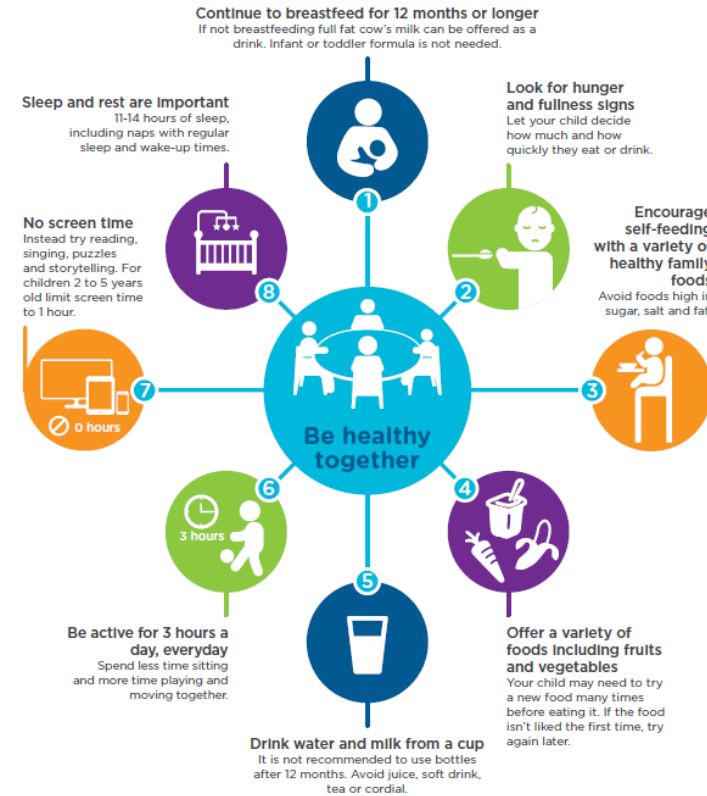 Continue to breastfeed for 12 months or longer
If not breastfeeding full fat cow's milk can be offered as a
drink. Infant or toddler formula is not needed.
1
Look for hunger
and fullness signs
Let your child decide
how much and how
quickly they eat or drink.
2
Encourage
self-feeding
with a variety of
healthy family
foods
Avoid foods high in
sugar, salt and fat
3
Offer a variety of
foods including fruits
and vegetables
Your child may need to try
a new food many times
before eating it. If the food
isn't liked the first time, try
again later.
4
Drink water and milk from a cup
It is not recommended to use bottles
after 12 months. Avoid juice, soft drink,
tea or cordial.
5
Be active for 3 hours a
day, everyday
Spend less time sitting
and more time playing and
moving together.
3 hours
6
No screen time
Instead try reading,
singing, puzzles
and storytelling. For
children 2 to 5 years
old limit screen time
to 1 hour.
0 hours
7
Sleep and rest are important
11-14 hours of sleep,
including naps with regular
sleep and wake-up times.
8
Be healthy
together